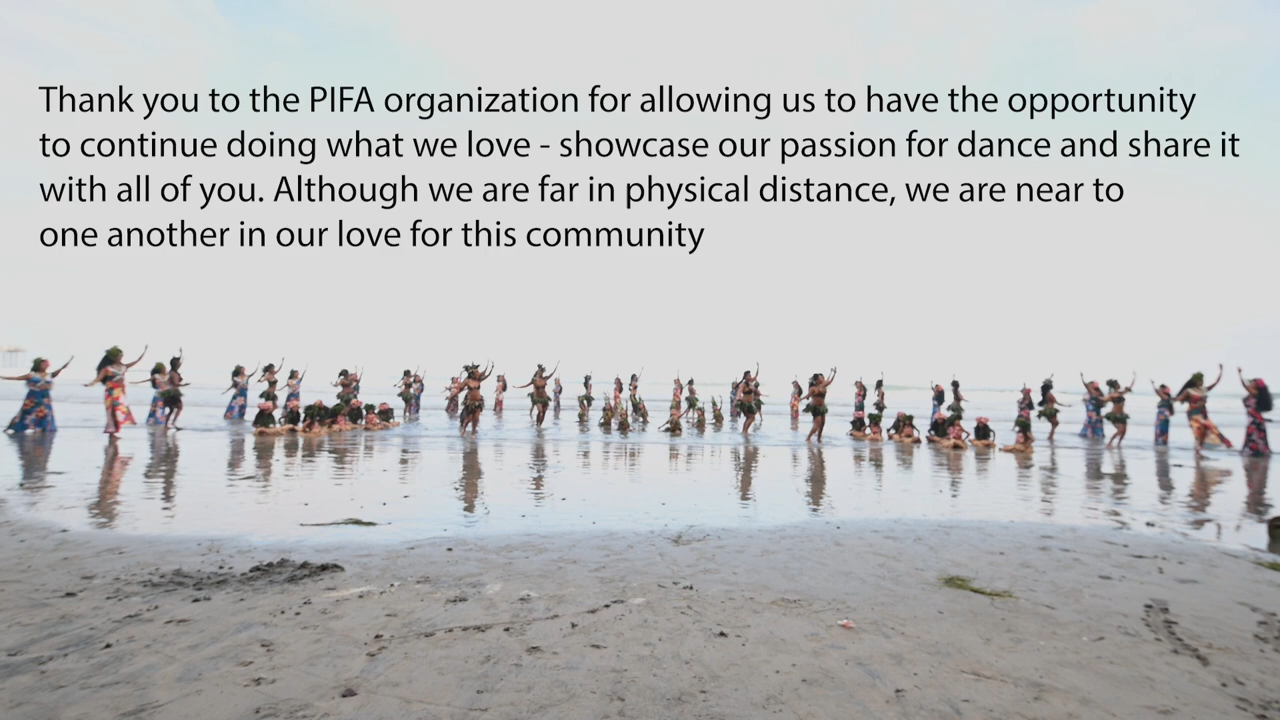 Thank you to the PIFA organization for allowing us to have the opportunity
to continue doing what we love - showcase our passion for dance and share it
with all of you. Although we are far in physical distance, we are near to
one another in our love for this community